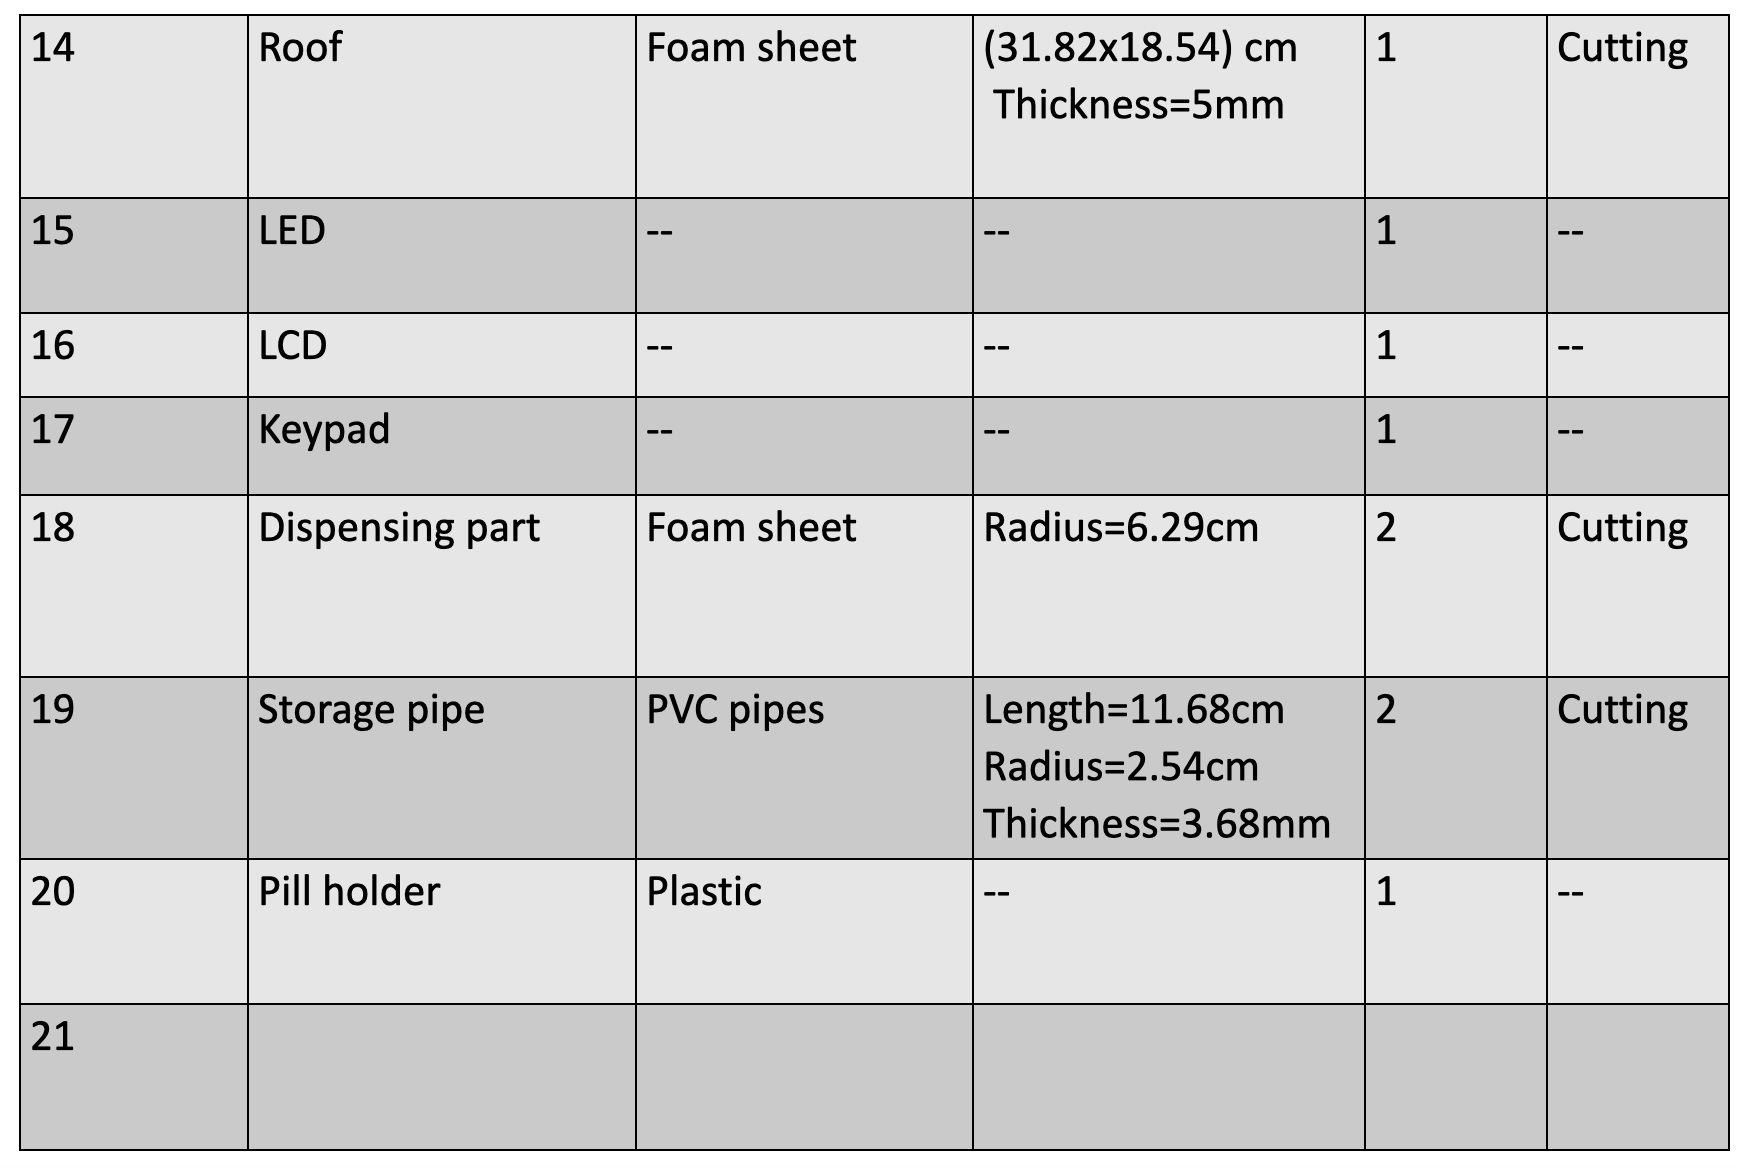 14 Roof Foam sheet (31.82x18.54) cm 1 Cutting
Thickness=5mm
15 LED -- -- 1 --
16 LCD -- -- 1 --
17 Keypad -- -- 1 --
18 Dispensing part Foam sheet Radius=6.29cm 2 Cutting
19 Storage pipe PVC pipes Length=11.68cm 2 Cutting
Radius=2.54cm
Thickness=3.68mm
20 Pill holder Plastic -- 1 --
21